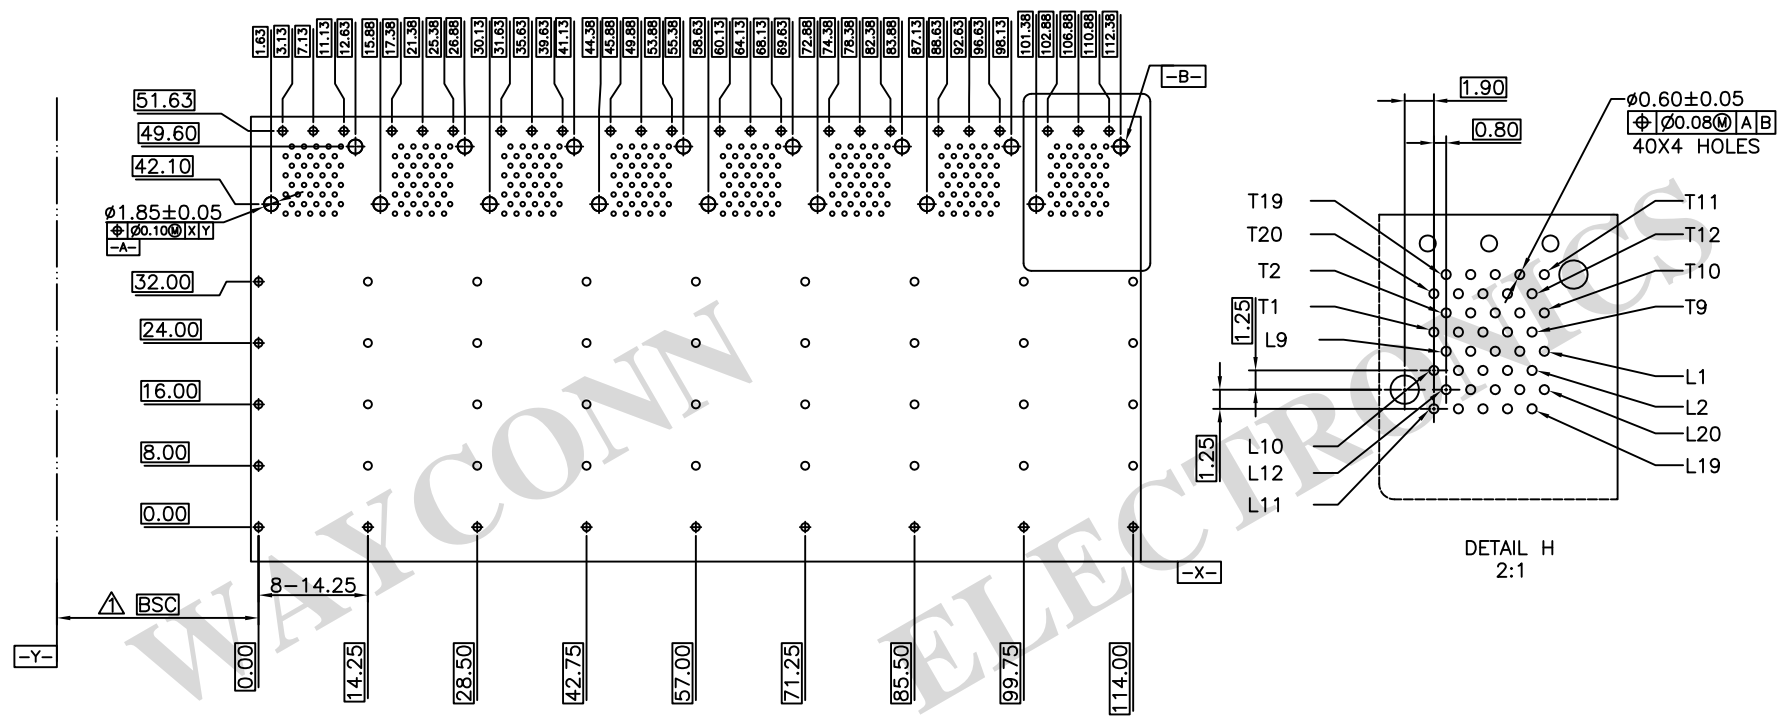 1.63
3.13
7.13
11.13
12.63
15.88
17.38
21.38
25.38
26.88
30.13
31.63
35.63
39.63
41.13
44.38
45.88
49.88
53.88
55.38
58.63
60.13
64.13
68.13
69.63
72.88
74.38
78.38
82.38
83.88
87.13
88.63
92.63
96.63
98.13
101.38
102.88
106.88
110.88
112.38
-B-
51.63
49.60
42.10
ø1.85±0.05
⌖ Ø0.10Ⓜ X Y
-A-
32.00
24.00
16.00
8.00
0.00
8-14.25
1 BSC
-Y-
-X-
0.00
14.25
28.50
42.75
57.00
71.25
85.50
99.75
114.00
1.90
0.80
ø0.60±0.05
⌖ Ø0.08Ⓜ A B
40X4 HOLES
T19
T20
T2
T1
L9
1.25
1.25
L10
L12
L11
T11
T12
T10
T9
L1
L2
L20
L19
DETAIL H
2:1
WAYCONN ELECTRONICS